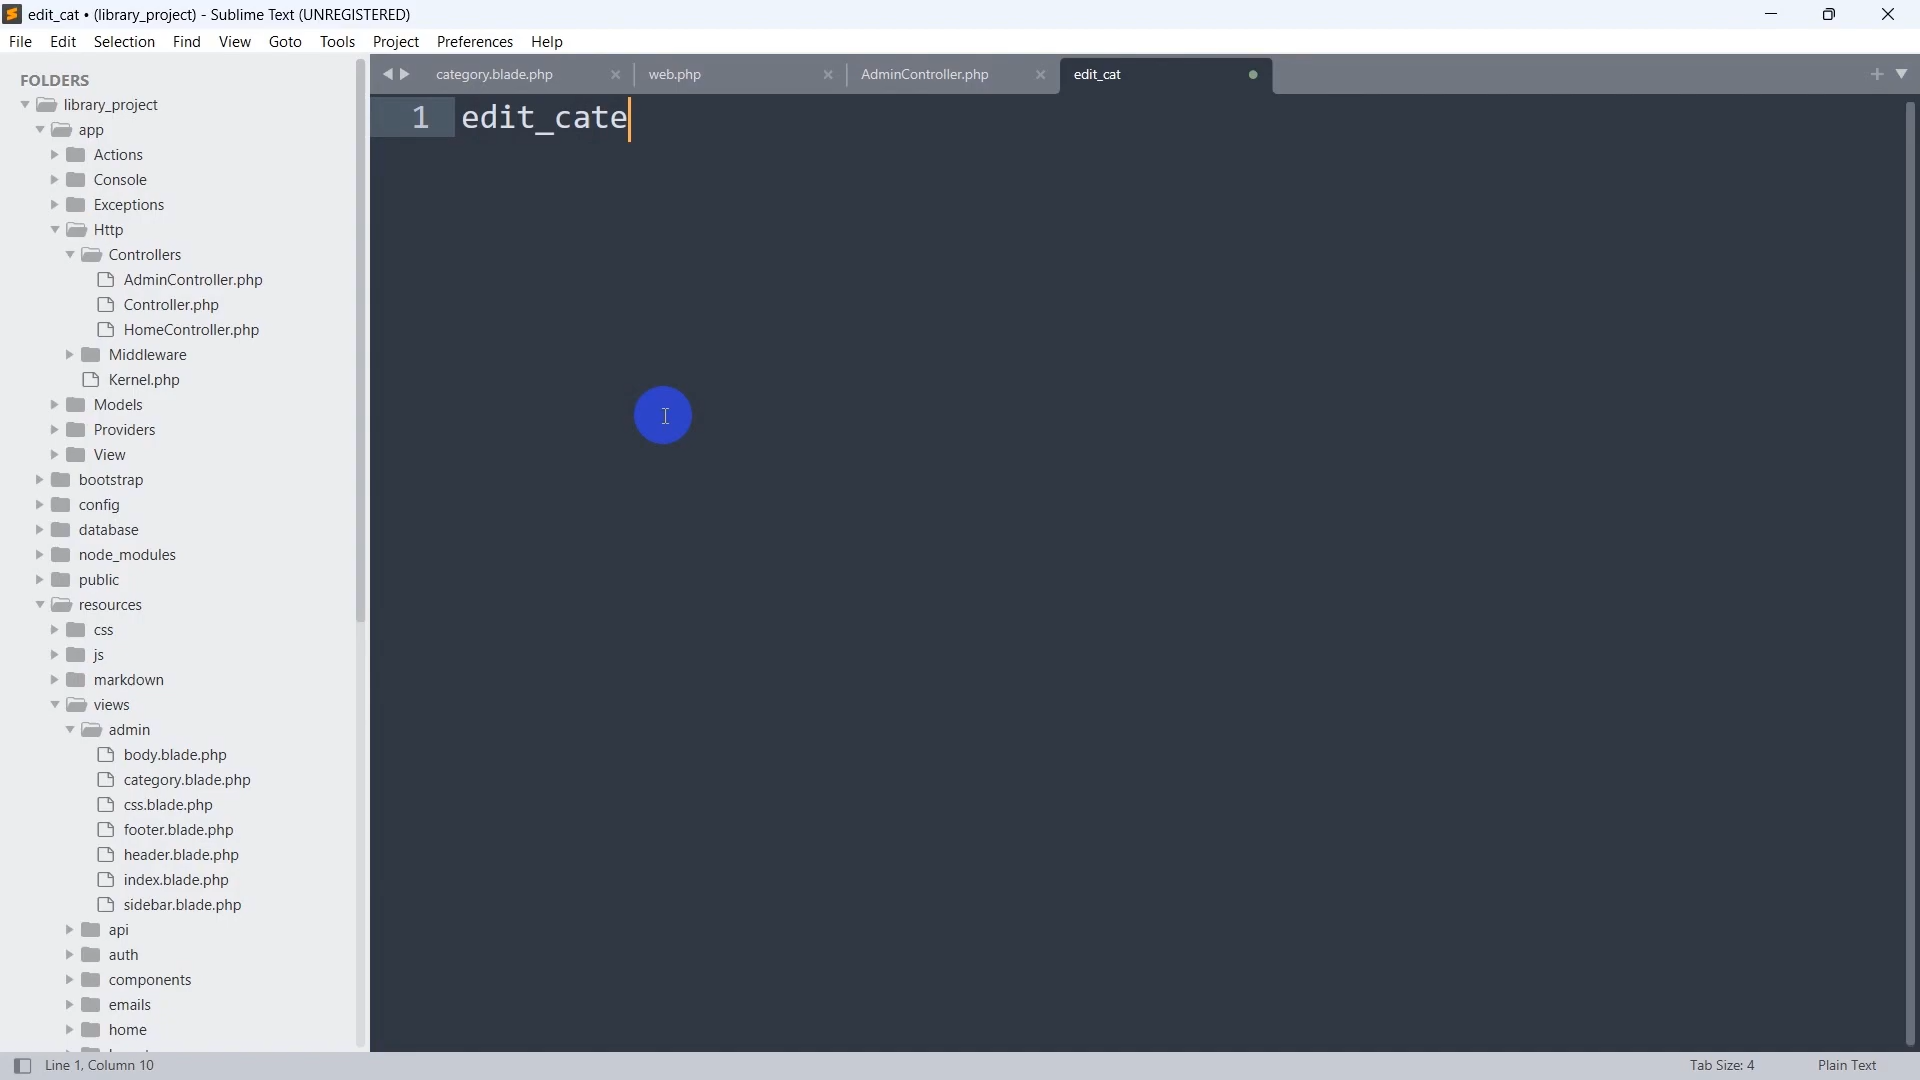 edit_cat • (library_project) - Sublime Text (UNREGISTERED)
File Edit Selection Find View Goto Tools Project Preferences Help
FOLDERS
library_project
app
Actions
Console
Exceptions
Http
Controllers
AdminController.php
Controller.php
HomeController.php
Middleware
Kernel.php
Models
Providers
View
bootstrap
config
database
node_modules
public
resources
css
js
markdown
views
admin
body.blade.php
category.blade.php
css.blade.php
footer.blade.php
header.blade.php
index.blade.php
sidebar.blade.php
api
auth
components
emails
home
category.blade.php web.php AdminController.php edit_cat
1 edit_cate
Line 1, Column 10 Tab Size: 4 Plain Text